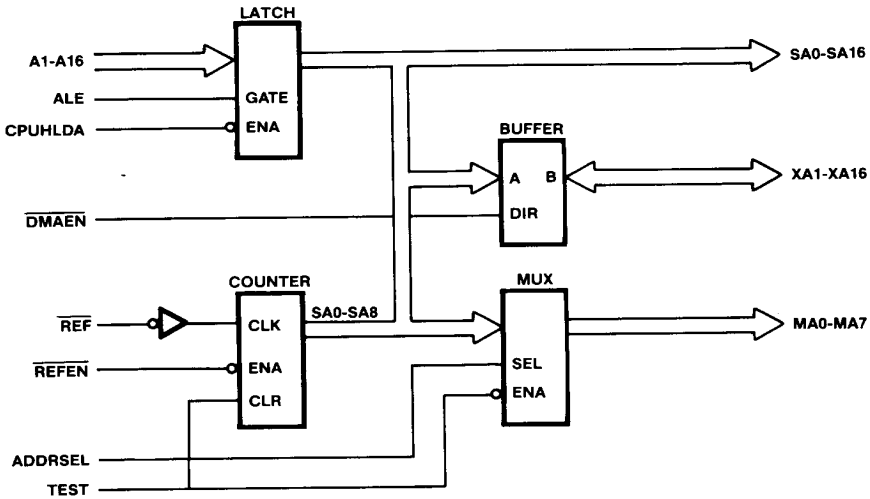 LATCH
A1-A16
SA0-SA16
ALE
GATE
CPUHLDA
ENA
BUFFER
A B
XA1-XA16
DMAEN
DIR
COUNTER
MUX
SA0-SA8
REF
CLK
MA0-MA7
REFEN
ENA
SEL
CLR
ENA
ADDRSEL
TEST